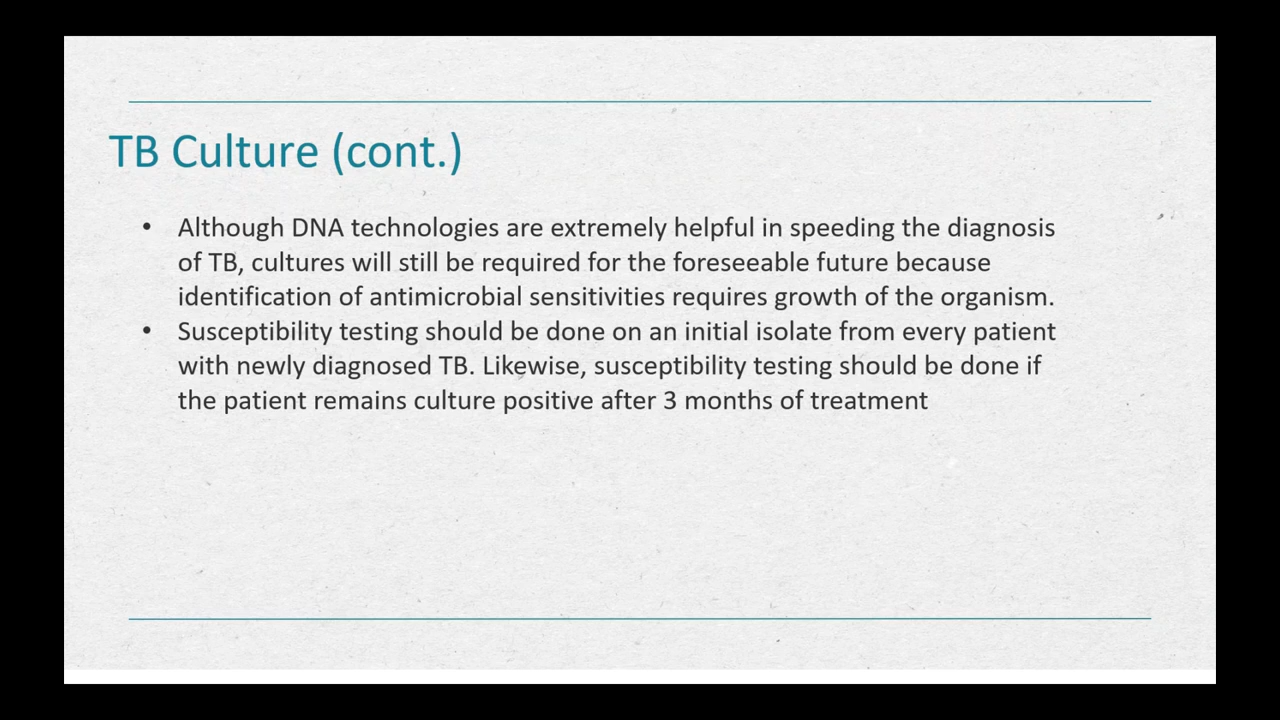 TB Culture (cont.)
• Although DNA technologies are extremely helpful in speeding the diagnosis
of TB, cultures will still be required for the foreseeable future because
identification of antimicrobial sensitivities requires growth of the organism.
• Susceptibility testing should be done on an initial isolate from every patient
with newly diagnosed TB. Likewise, susceptibility testing should be done if
the patient remains culture positive after 3 months of treatment